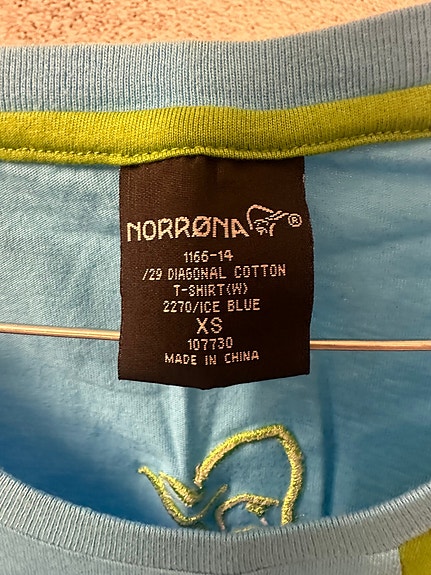 NORRØNA ®
1166-14
/29 DIAGONAL COTTON
T-SHIRT(W)
2270/ICE BLUE
XS
107730
MADE IN CHINA